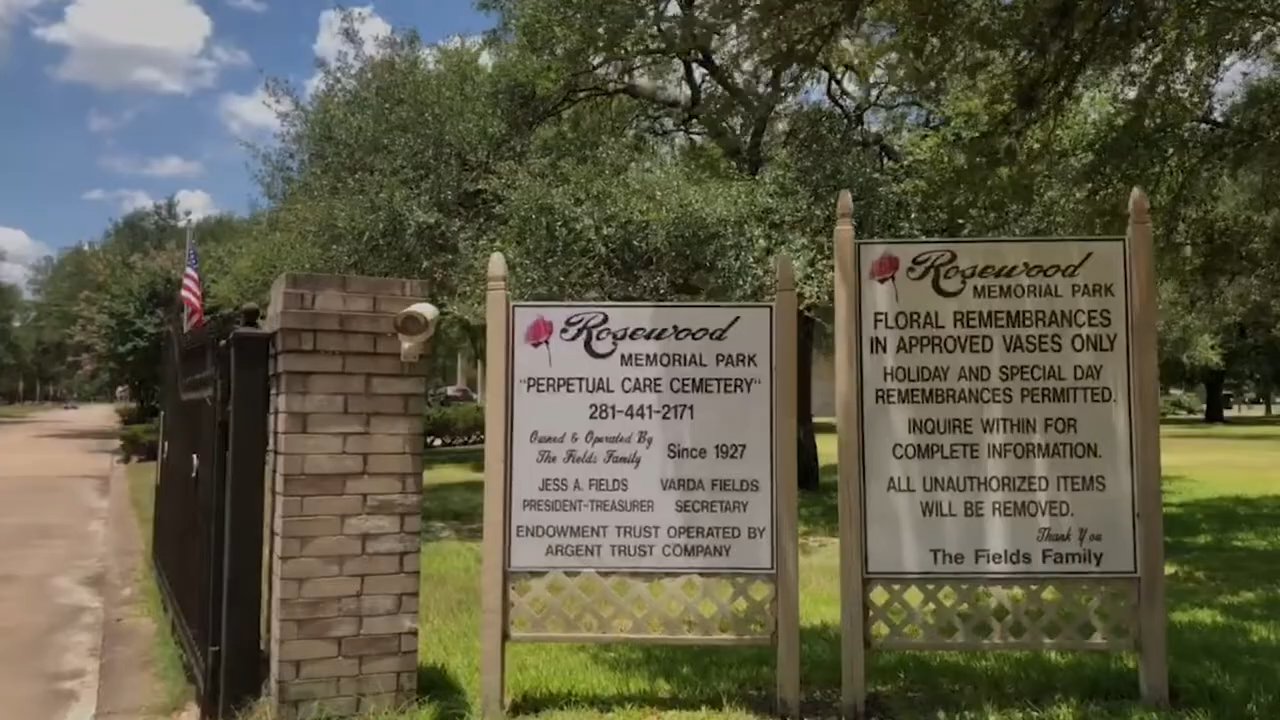 Rosewood
MEMORIAL PARK
"PERPETUAL CARE CEMETERY"
281-441-2171
Owned & Operated By
The Fields Family
Since 1927
JESS A. FIELDS
PRESIDENT-TREASURER
VARDA FIELDS
SECRETARY
ENDOWMENT TRUST OPERATED BY
ARGENT TRUST COMPANY
Rosewood
MEMORIAL PARK
FLORAL REMEMBRANCES
IN APPROVED VASES ONLY
HOLIDAY AND SPECIAL DAY
REMEMBRANCES PERMITTED.
INQUIRE WITHIN FOR
COMPLETE INFORMATION.
ALL UNAUTHORIZED ITEMS
WILL BE REMOVED.
Thank You
The Fields Family